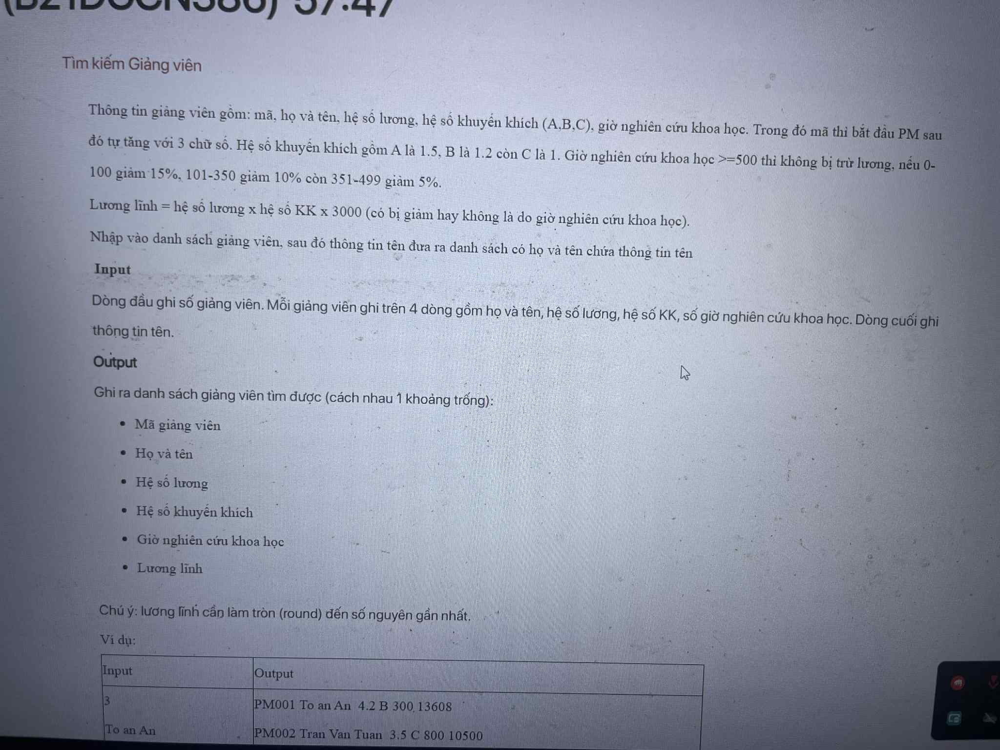 (B21DCCN386) 57:47
Tìm kiếm Giảng viên
Thông tin giảng viên gồm: mã, họ và tên, hệ số lương, hệ số khuyến khích (A,B,C), giờ nghiên cứu khoa học. Trong đó mã thì bắt đầu PM sau
đó tự tăng với 3 chữ số. Hệ số khuyến khích gồm A là 1.5, B là 1.2 còn C là 1. Giờ nghiên cứu khoa học >=500 thì không bị trừ lương, nếu 0-
100 giảm 15%, 101-350 giảm 10% còn 351-499 giảm 5%.
Lương lĩnh = hệ số lương x hệ số KK x 3000 (có bị giảm hay không là do giờ nghiên cứu khoa học).
Nhập vào danh sách giảng viên, sau đó thông tin tên đưa ra danh sách có họ và tên chứa thông tin tên
Input
Dòng đầu ghi số giảng viên. Mỗi giảng viên ghi trên 4 dòng gồm họ và tên, hệ số lương, hệ số KK, số giờ nghiên cứu khoa học. Dòng cuối ghi
thông tin tên.
Output
Ghi ra danh sách giảng viên tìm được (cách nhau 1 khoảng trống):
• Mã giảng viên
• Họ và tên
• Hệ số lương
• Hệ số khuyến khích
• Giờ nghiên cứu khoa học
• Lương lĩnh
Chú ý: lương lĩnh cần làm tròn (round) đến số nguyên gần nhất.
Ví dụ:
Input Output
3 PM001 To an An 4.2 B 300 13608
To an An PM002 Tran Van Tuan 3.5 C 800 10500